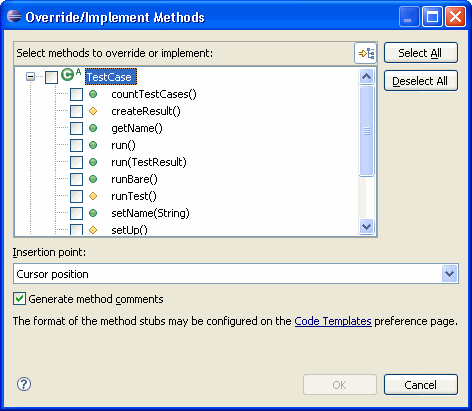 Override/Implement Methods
Select methods to override or implement:
Select All
Deselect All
C A TestCase
countTestCases()
createResult()
getName()
run()
run(TestResult)
runBare()
runTest()
setName(String)
setUp()
Insertion point:
Cursor position
Generate method comments
The format of the method stubs may be configured on the Code Templates preference page.
?
OK
Cancel